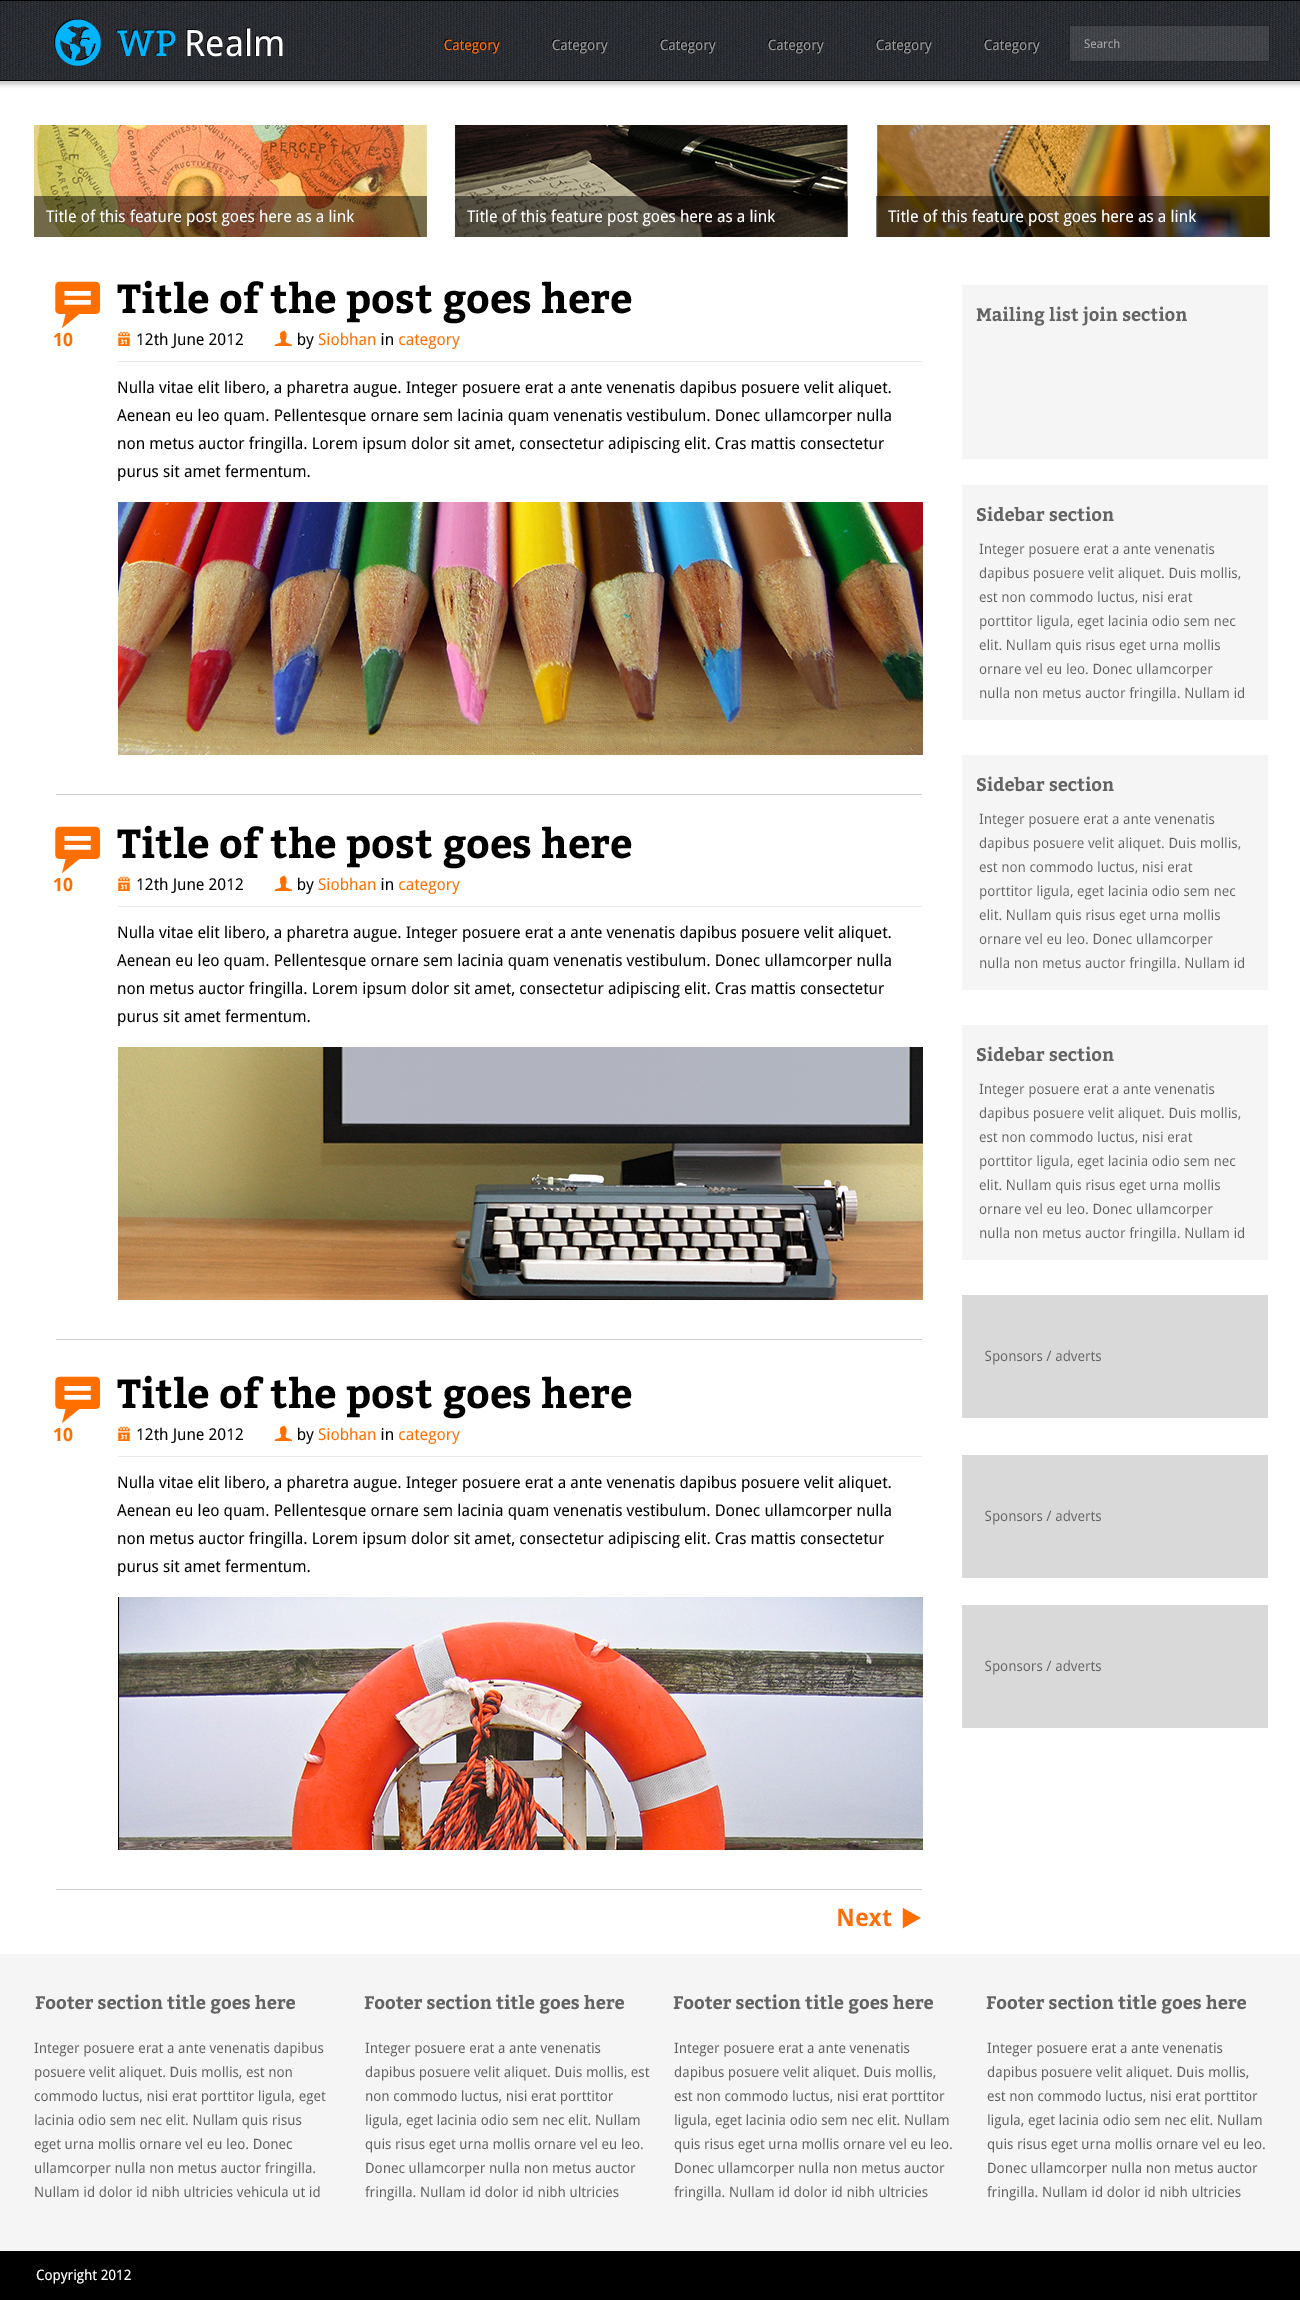 WP Realm
Category Category Category Category Category Category
Search
FRIENDSHIP
CONJUGAL
COMBATIVENESS
SECRETIVENESS
DESTRUCTIVENESS
ACQUISITIVENESS
ANIMA
PERCEPTIVES
TUNE
Title of this feature post goes here as a link
Title of this feature post goes here as a link
Title of this feature post goes here as a link
Title of the post goes here
10
12th June 2012 by Siobhan in category
Nulla vitae elit libero, a pharetra augue. Integer posuere erat a ante venenatis dapibus posuere velit aliquet.
Aenean eu leo quam. Pellentesque ornare sem lacinia quam venenatis vestibulum. Donec ullamcorper nulla
non metus auctor fringilla. Lorem ipsum dolor sit amet, consectetur adipiscing elit. Cras mattis consectetur
purus sit amet fermentum.
Title of the post goes here
10
12th June 2012 by Siobhan in category
Nulla vitae elit libero, a pharetra augue. Integer posuere erat a ante venenatis dapibus posuere velit aliquet.
Aenean eu leo quam. Pellentesque ornare sem lacinia quam venenatis vestibulum. Donec ullamcorper nulla
non metus auctor fringilla. Lorem ipsum dolor sit amet, consectetur adipiscing elit. Cras mattis consectetur
purus sit amet fermentum.
Title of the post goes here
10
12th June 2012 by Siobhan in category
Nulla vitae elit libero, a pharetra augue. Integer posuere erat a ante venenatis dapibus posuere velit aliquet.
Aenean eu leo quam. Pellentesque ornare sem lacinia quam venenatis vestibulum. Donec ullamcorper nulla
non metus auctor fringilla. Lorem ipsum dolor sit amet, consectetur adipiscing elit. Cras mattis consectetur
purus sit amet fermentum.
Next
Mailing list join section
Sidebar section
Integer posuere erat a ante venenatis
dapibus posuere velit aliquet. Duis mollis,
est non commodo luctus, nisi erat
porttitor ligula, eget lacinia odio sem nec
elit. Nullam quis risus eget urna mollis
ornare vel eu leo. Donec ullamcorper
nulla non metus auctor fringilla. Nullam id
Sidebar section
Integer posuere erat a ante venenatis
dapibus posuere velit aliquet. Duis mollis,
est non commodo luctus, nisi erat
porttitor ligula, eget lacinia odio sem nec
elit. Nullam quis risus eget urna mollis
ornare vel eu leo. Donec ullamcorper
nulla non metus auctor fringilla. Nullam id
Sidebar section
Integer posuere erat a ante venenatis
dapibus posuere velit aliquet. Duis mollis,
est non commodo luctus, nisi erat
porttitor ligula, eget lacinia odio sem nec
elit. Nullam quis risus eget urna mollis
ornare vel eu leo. Donec ullamcorper
nulla non metus auctor fringilla. Nullam id
Sponsors / adverts
Sponsors / adverts
Sponsors / adverts
Footer section title goes here
Integer posuere erat a ante venenatis dapibus
posuere velit aliquet. Duis mollis, est non
commodo luctus, nisi erat porttitor ligula, eget
lacinia odio sem nec elit. Nullam quis risus
eget urna mollis ornare vel eu leo. Donec
ullamcorper nulla non metus auctor fringilla.
Nullam id dolor id nibh ultricies vehicula ut id
Footer section title goes here
Integer posuere erat a ante venenatis
dapibus posuere velit aliquet. Duis mollis, est
non commodo luctus, nisi erat porttitor
ligula, eget lacinia odio sem nec elit. Nullam
quis risus eget urna mollis ornare vel eu leo.
Donec ullamcorper nulla non metus auctor
fringilla. Nullam id dolor id nibh ultricies
Footer section title goes here
Integer posuere erat a ante venenatis
dapibus posuere velit aliquet. Duis mollis,
est non commodo luctus, nisi erat porttitor
ligula, eget lacinia odio sem nec elit. Nullam
quis risus eget urna mollis ornare vel eu leo.
Donec ullamcorper nulla non metus auctor
fringilla. Nullam id dolor id nibh ultricies
Footer section title goes here
Integer posuere erat a ante venenatis
dapibus posuere velit aliquet. Duis mollis,
est non commodo luctus, nisi erat porttitor
ligula, eget lacinia odio sem nec elit. Nullam
quis risus eget urna mollis ornare vel eu leo.
Donec ullamcorper nulla non metus auctor
fringilla. Nullam id dolor id nibh ultricies
Copyright 2012